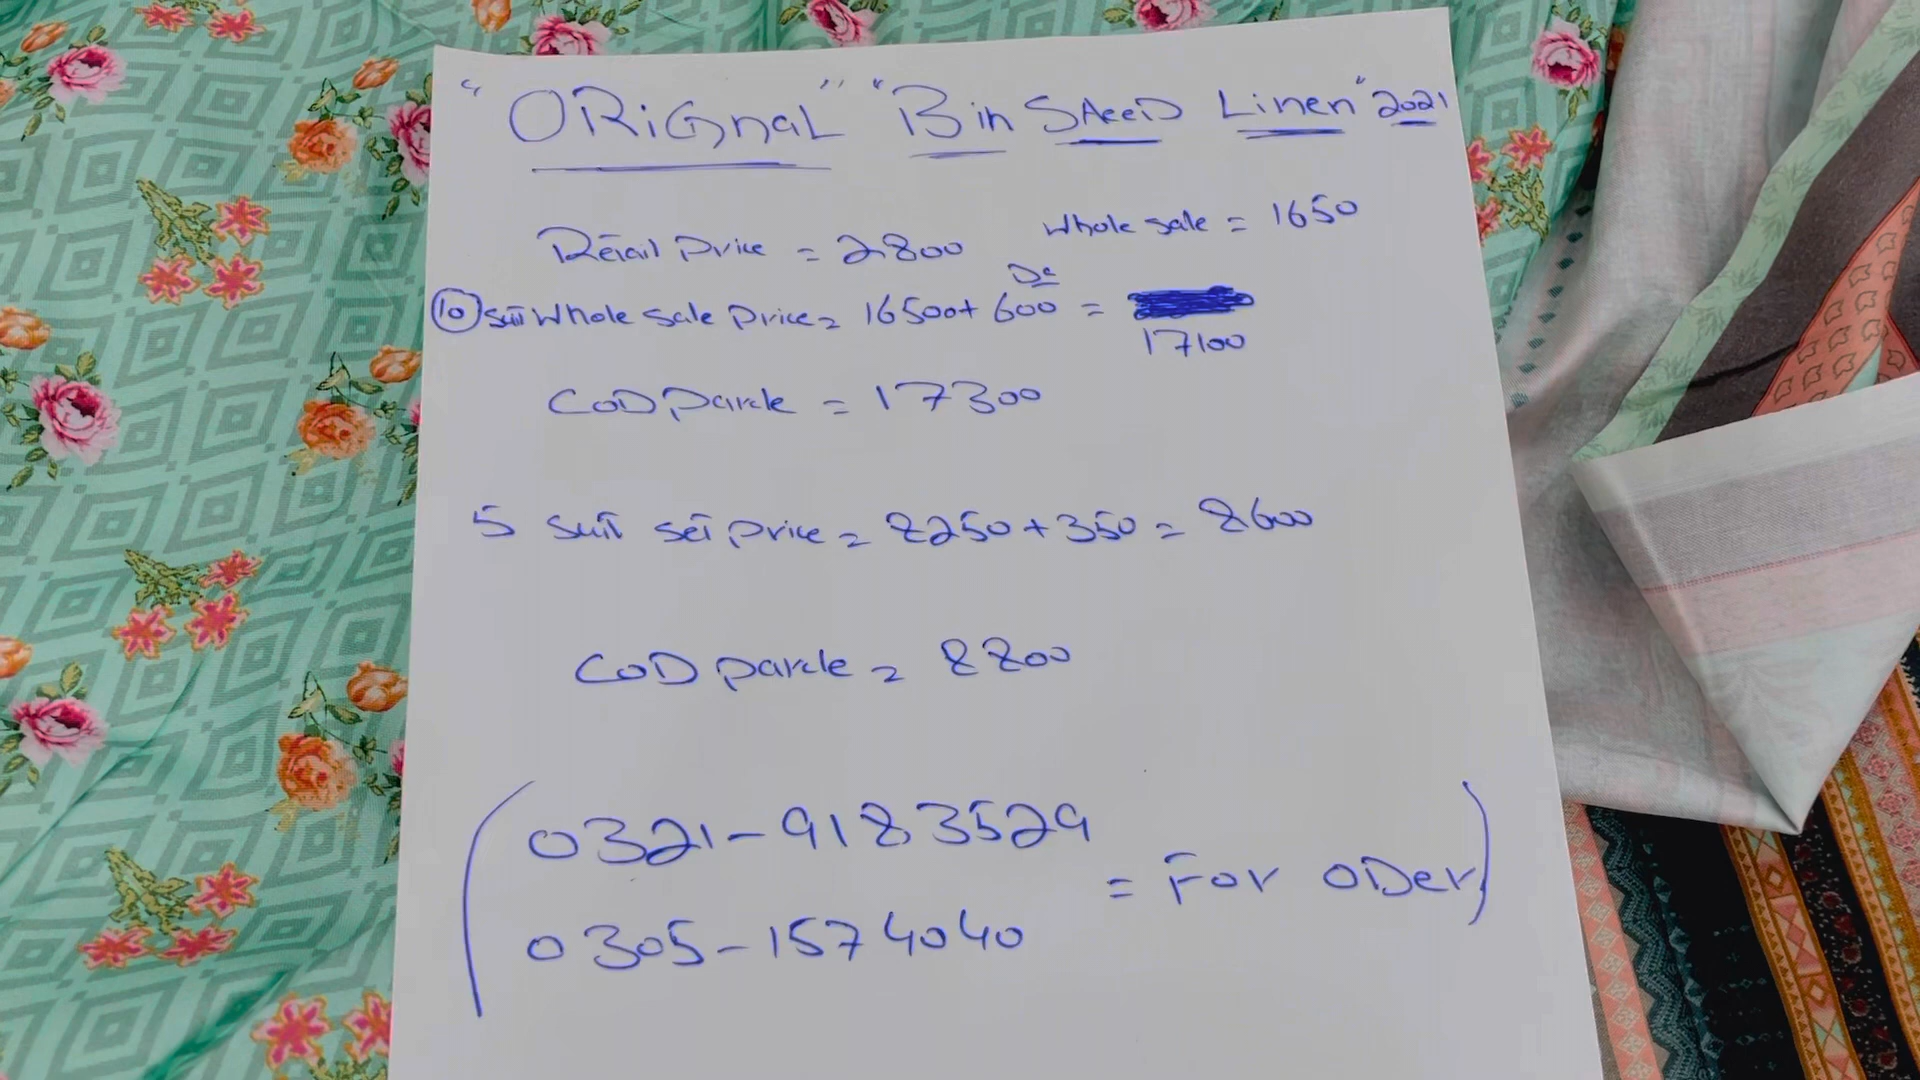 "ORiGnaL" "Bin SAeeD Linen" 2021
Retail Price = 2800 Whole sale = 1650
10 suit Whole sale Price = 16500 + 600 Dc =
17100
CoD Parcle = 17300
5 suit set price = 8250 + 350 = 8600
CoD parcle = 8800
(0321-9183529
= For ODer)
0305-1574040